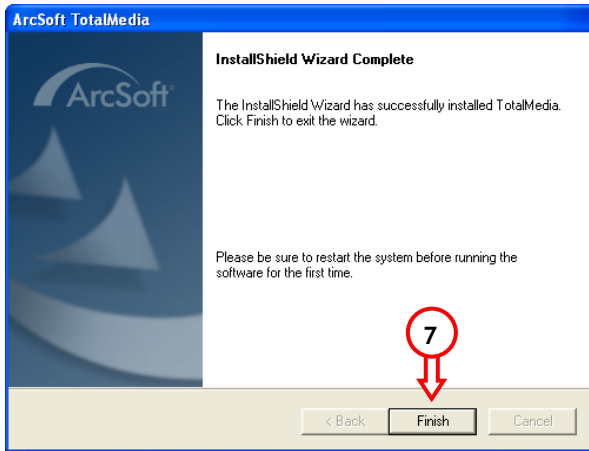 ArcSoft TotalMedia
ArcSoft®
InstallShield Wizard Complete
The InstallShield Wizard has successfully installed TotalMedia.
Click Finish to exit the wizard.
Please be sure to restart the system before running the
software for the first time.
7
< Back Finish Cancel